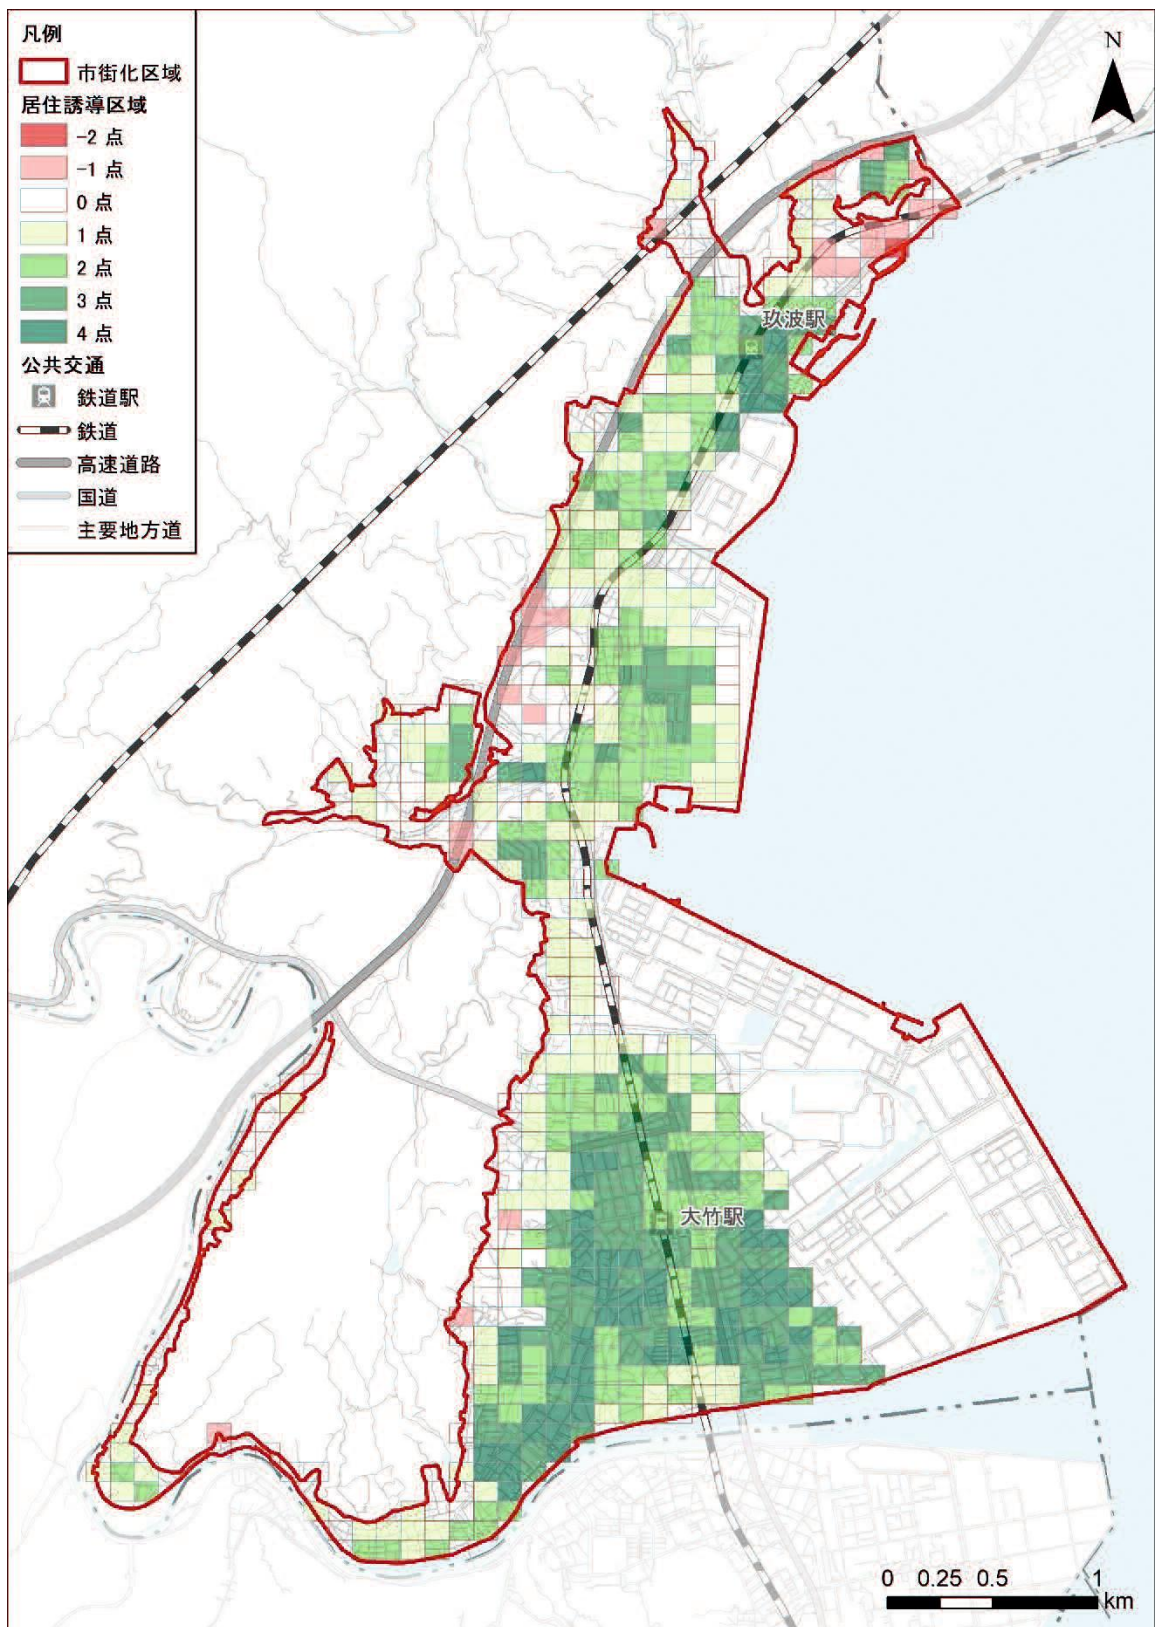 凡例
市街化区域
居住誘導区域
-2 点
-1 点
0 点
1 点
2 点
3 点
4 点
公共交通
鉄道駅
鉄道
高速道路
国道
主要地方道
N
玖波駅
大竹駅
0 0.25 0.5 1
km